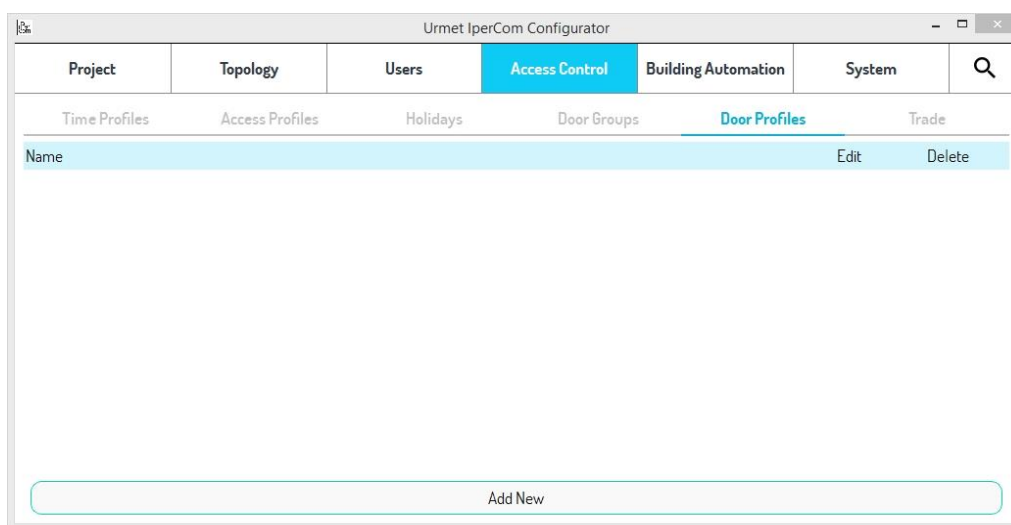 Urmet IperCom Configurator
Project Topology Users Access Control Building Automation System
Time Profiles Access Profiles Holidays Door Groups Door Profiles Trade
Name Edit Delete
Add New